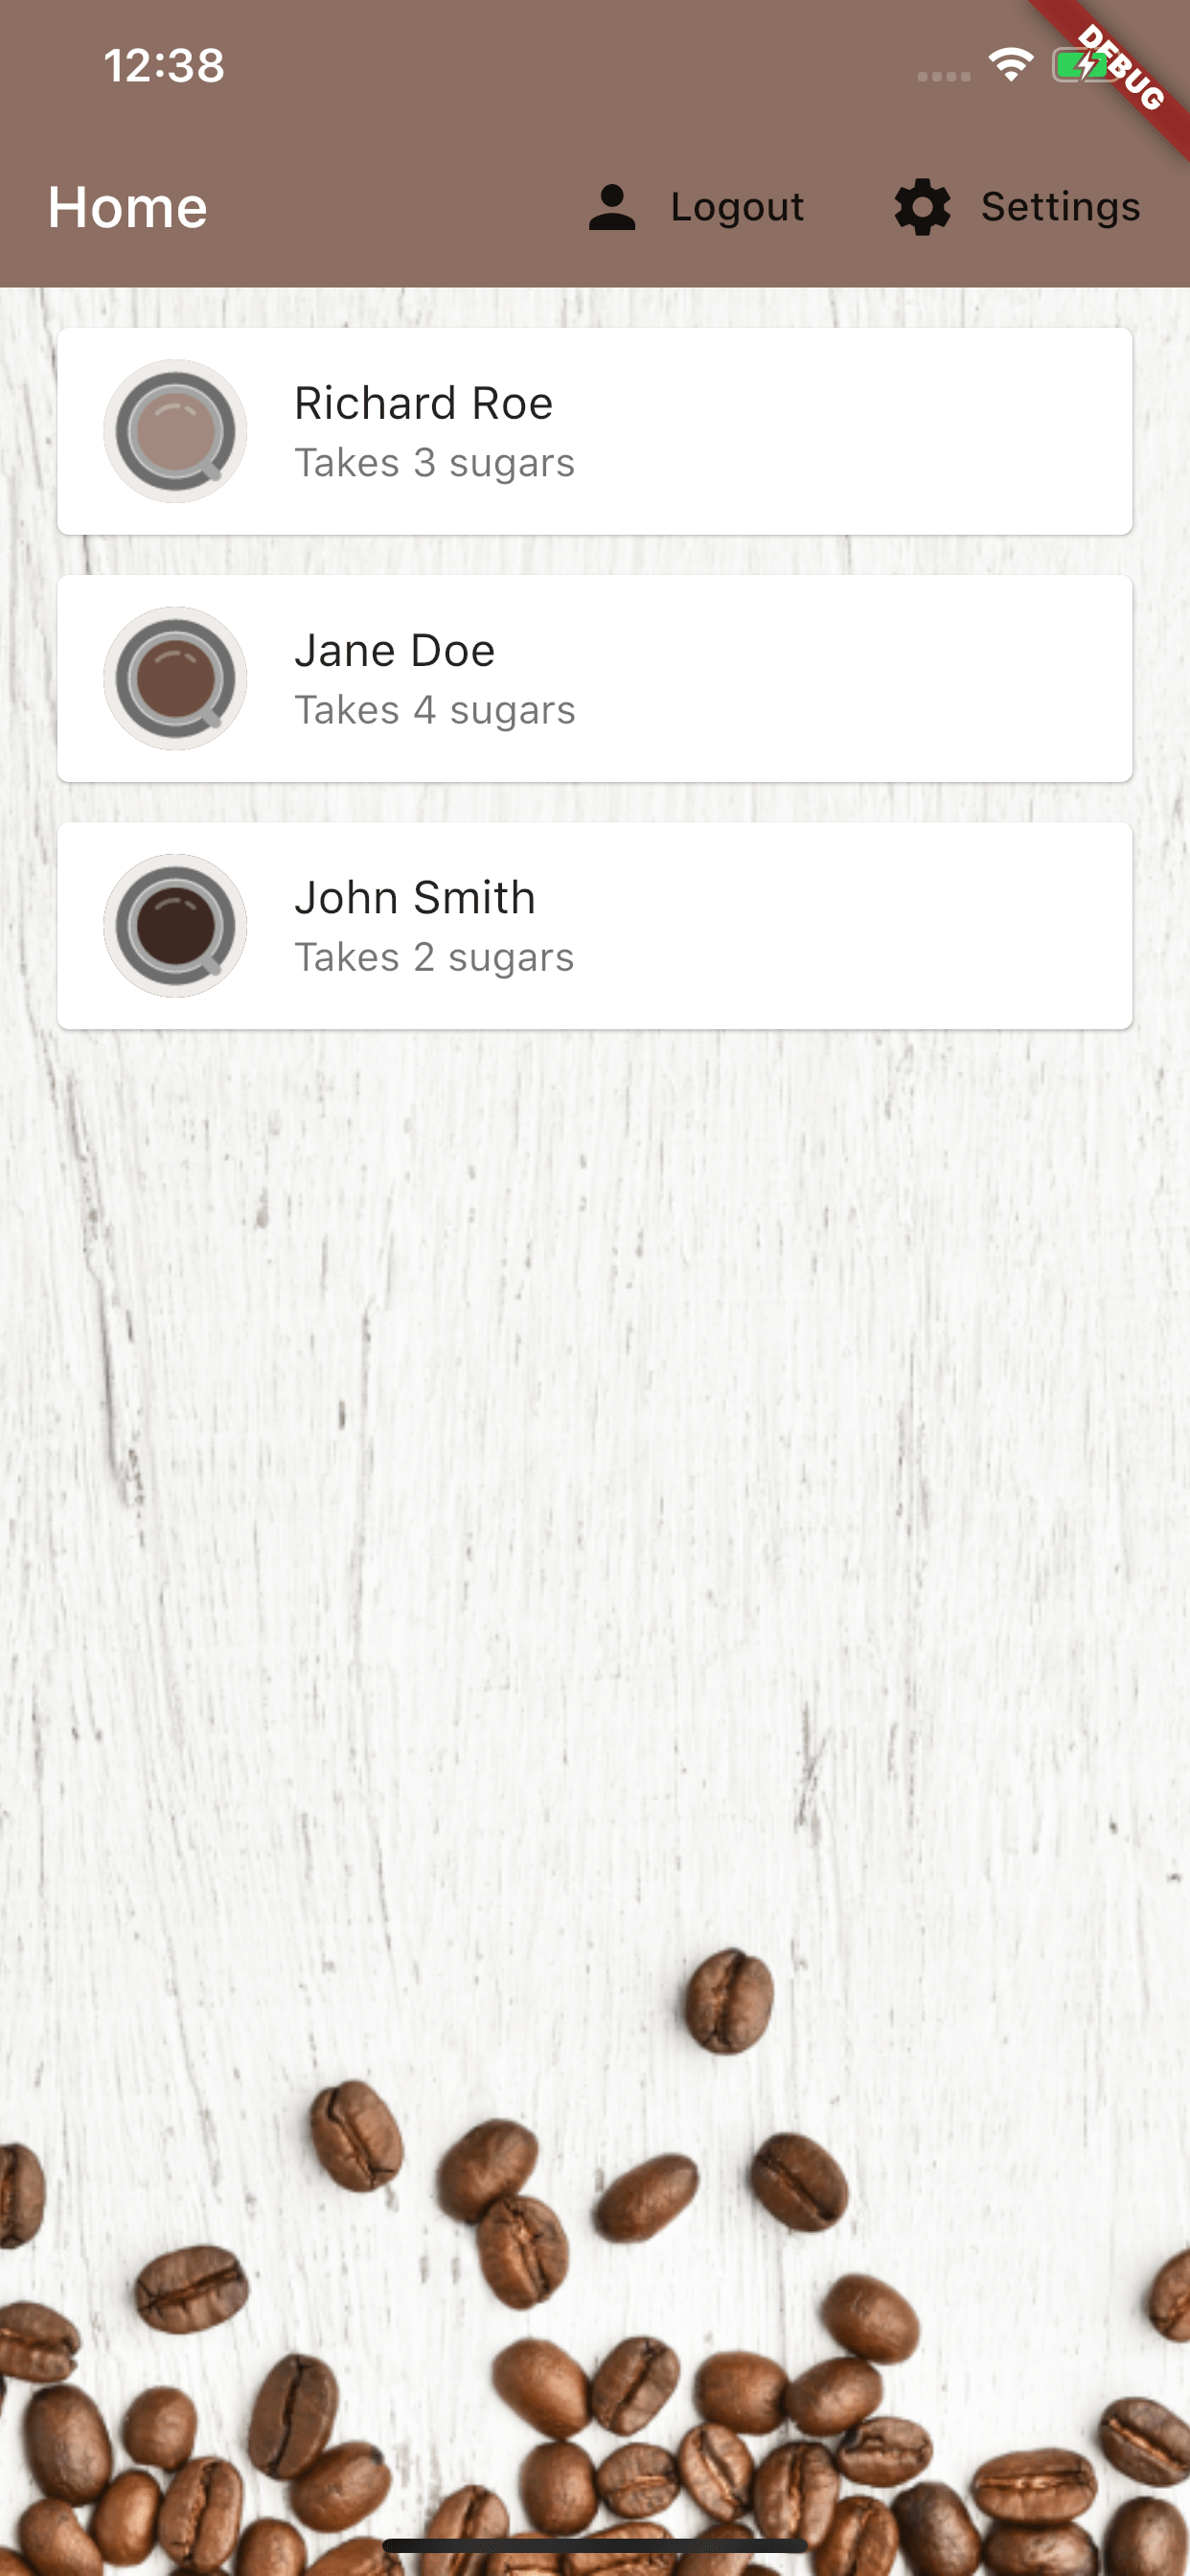 12:38
DEBUG
Home
Logout
Settings
Richard Roe
Takes 3 sugars
Jane Doe
Takes 4 sugars
John Smith
Takes 2 sugars